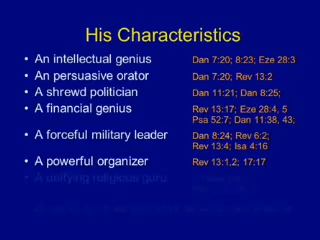 His Characteristics
• An intellectual genius Dan 7:20; 8:23; Eze 28:3
• An persuasive orator Dan 7:20; Rev 13:2
• A shrewd politician Dan 11:21; Dan 8:25;
• A financial genius Rev 13:17; Eze 28:4, 5
Psa 52:7; Dan 11:38, 43;
• A forceful military leader Dan 8:24; Rev 6:2;
Rev 13:4; Isa 4:16
• A powerful organizer Rev 13:1,2; 17:17
• A unifying religious guru